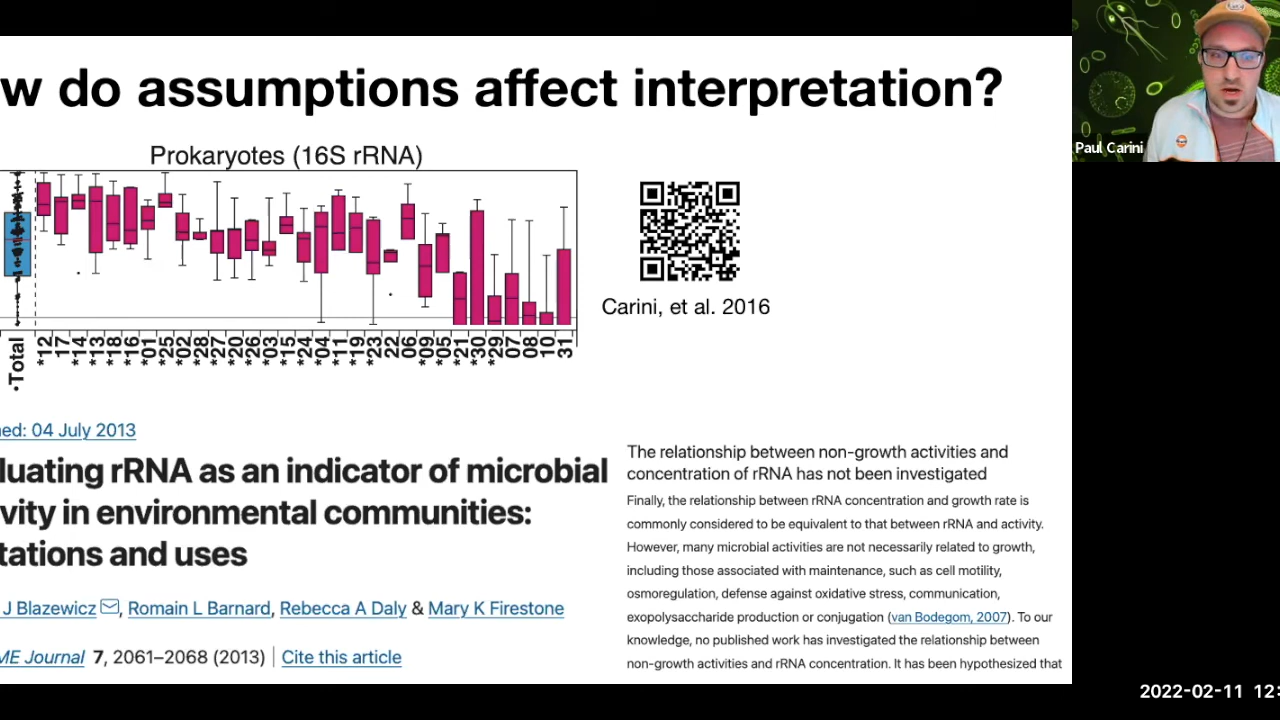 w do assumptions affect interpretation?
Prokaryotes (16S rRNA)
Total
*12
17
*14
*13
*18
*16
*01
*25
*02
*28
*27
*20
*26
*03
*15
*24
*04
*11
*19
*23
22
06
*09
*05
*21
*30
*29
07
08
10
31
Carini, et al. 2016
Paul Carini
ned: 04 July 2013
luating rRNA as an indicator of microbial
vity in environmental communities:
tations and uses
J Blazewicz, Romain L Barnard, Rebecca A Daly & Mary K Firestone
ME Journal 7, 2061–2068 (2013) | Cite this article
The relationship between non-growth activities and
concentration of rRNA has not been investigated
Finally, the relationship between rRNA concentration and growth rate is
commonly considered to be equivalent to that between rRNA and activity.
However, many microbial activities are not necessarily related to growth,
including those associated with maintenance, such as cell motility,
osmoregulation, defense against oxidative stress, communication,
exopolysaccharide production or conjugation (van Bodegom, 2007). To our
knowledge, no published work has investigated the relationship between
non-growth activities and rRNA concentration. It has been hypothesized that
2022-02-11 12: